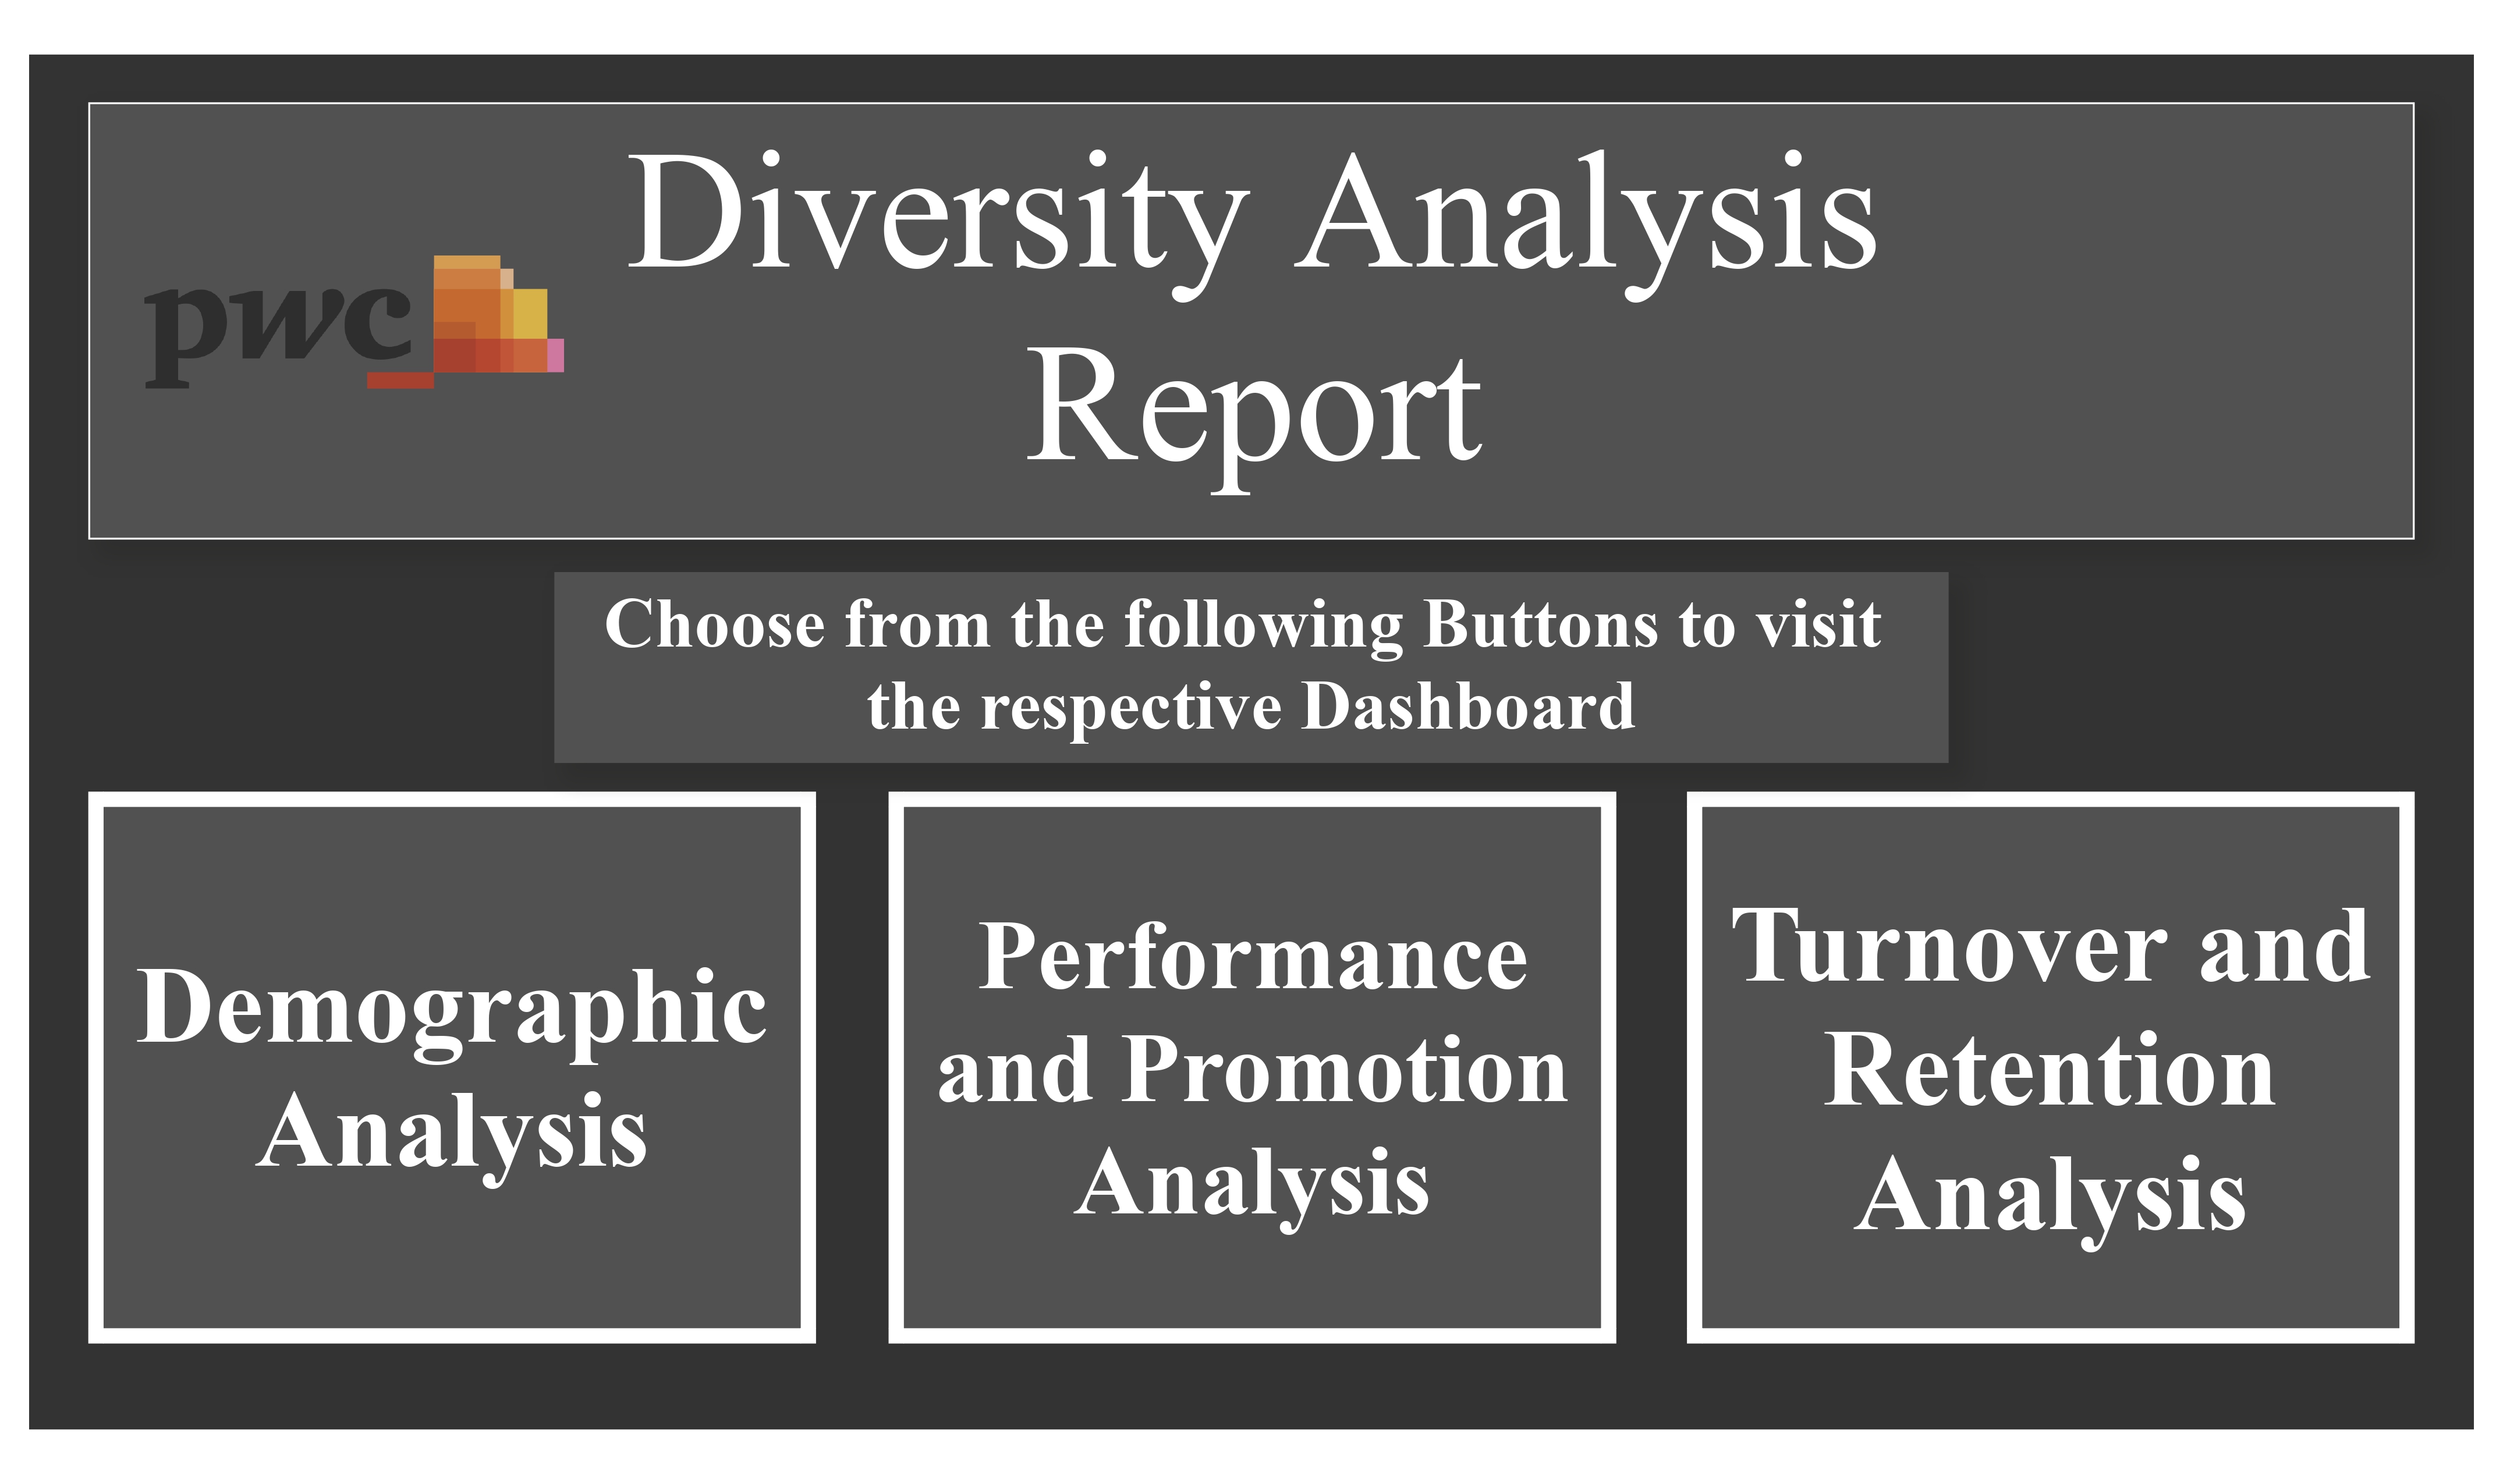 pwc
Diversity Analysis
Report
Choose from the following Buttons to visit
the respective Dashboard
Demographic
Analysis
Performance
and Promotion
Analysis
Turnover and
Retention
Analysis